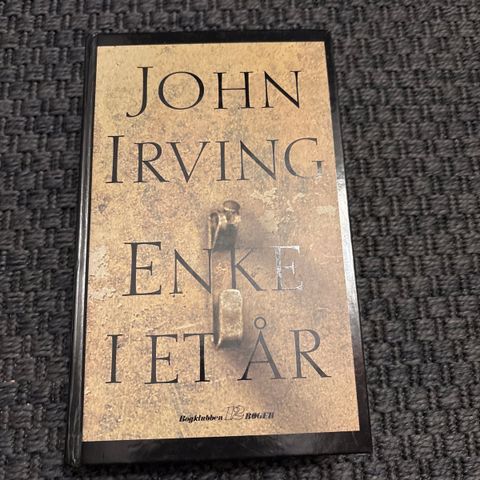 JOHN
IRVING
ENKE
I ET ÅR
Bogklubben 12 BØGER